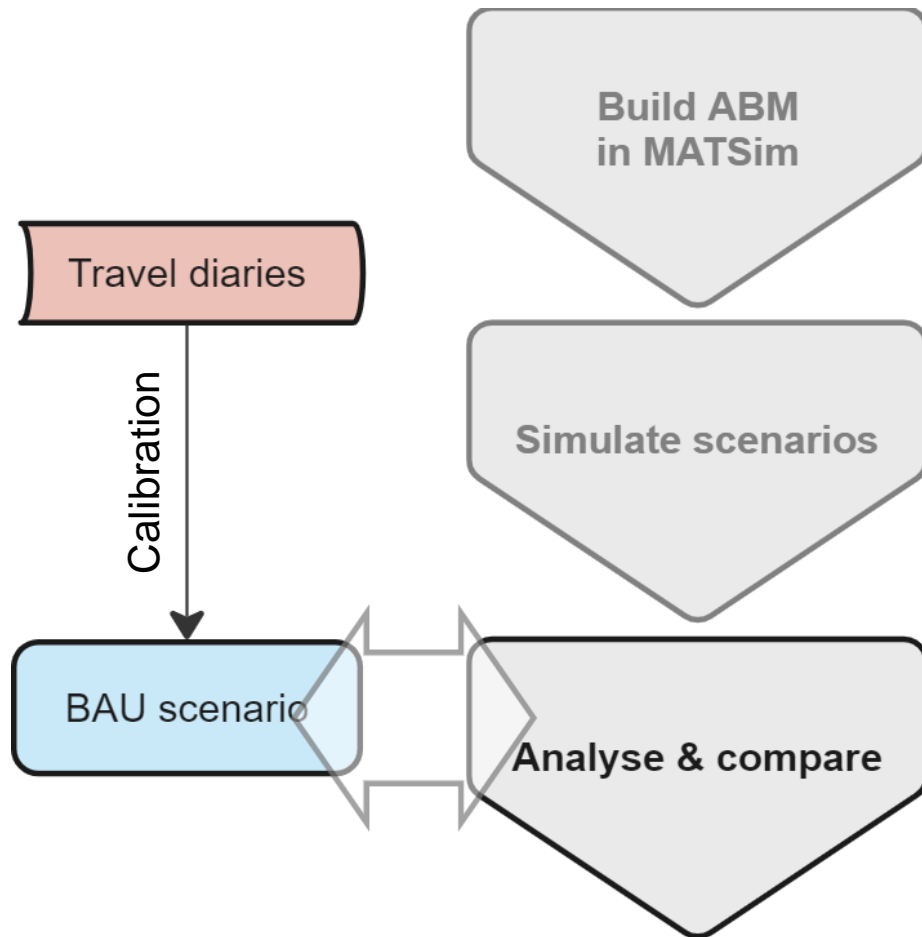 Build ABM
in MATSim
Travel diaries
Calibration
Simulate scenarios
BAU scenario
Analyse & compare